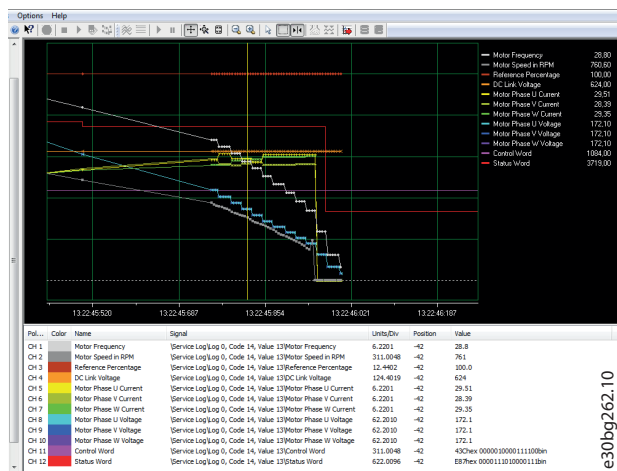 Options Help
Motor Frequency 28,80
Motor Speed in RPM 760,60
Reference Percentage 100,00
DC Link Voltage 624,00
Motor Phase U Current 29,51
Motor Phase V Current 28,39
Motor Phase W Current 29,35
Motor Phase U Voltage 172,10
Motor Phase V Voltage 172,10
Motor Phase W Voltage 172,10
Control Word 1084,00
Status Word 3719,00
13:22:45:520 13:22:45:687 13:22:45:854 13:22:46:021 13:22:46:187
Pol... Color Name Signal Units/Div Position Value
CH 1 Motor Frequency \Service Log\Log 0, Code 14, Value 13\Motor Frequency 6.2201 -42 28.8
CH 2 Motor Speed in RPM \Service Log\Log 0, Code 14, Value 13\Motor Speed in RPM 311.0048 -42 761
CH 3 Reference Percentage \Service Log\Log 0, Code 14, Value 13\Reference Percentage 12.4402 -42 100.0
CH 4 DC Link Voltage \Service Log\Log 0, Code 14, Value 13\DC Link Voltage 124.4019 -42 624
CH 5 Motor Phase U Current \Service Log\Log 0, Code 14, Value 13\Motor Phase U Current 6.2201 -42 29.51
CH 6 Motor Phase V Current \Service Log\Log 0, Code 14, Value 13\Motor Phase V Current 6.2201 -42 28.39
CH 7 Motor Phase W Current \Service Log\Log 0, Code 14, Value 13\Motor Phase W Current 6.2201 -42 29.35
CH 8 Motor Phase U Voltage \Service Log\Log 0, Code 14, Value 13\Motor Phase U Voltage 62.2010 -42 172.1
CH 9 Motor Phase V Voltage \Service Log\Log 0, Code 14, Value 13\Motor Phase V Voltage 62.2010 -42 172.1
CH 10 Motor Phase W Voltage \Service Log\Log 0, Code 14, Value 13\Motor Phase W Voltage 62.2010 -42 172.1
CH 11 Control Word \Service Log\Log 0, Code 14, Value 13\Control Word 311.0048 -42 43Chex 0000010000111100bin
CH 12 Status Word \Service Log\Log 0, Code 14, Value 13\Status Word 622.0096 -42 E87hex 0000111010000111bin
e30bg262.10